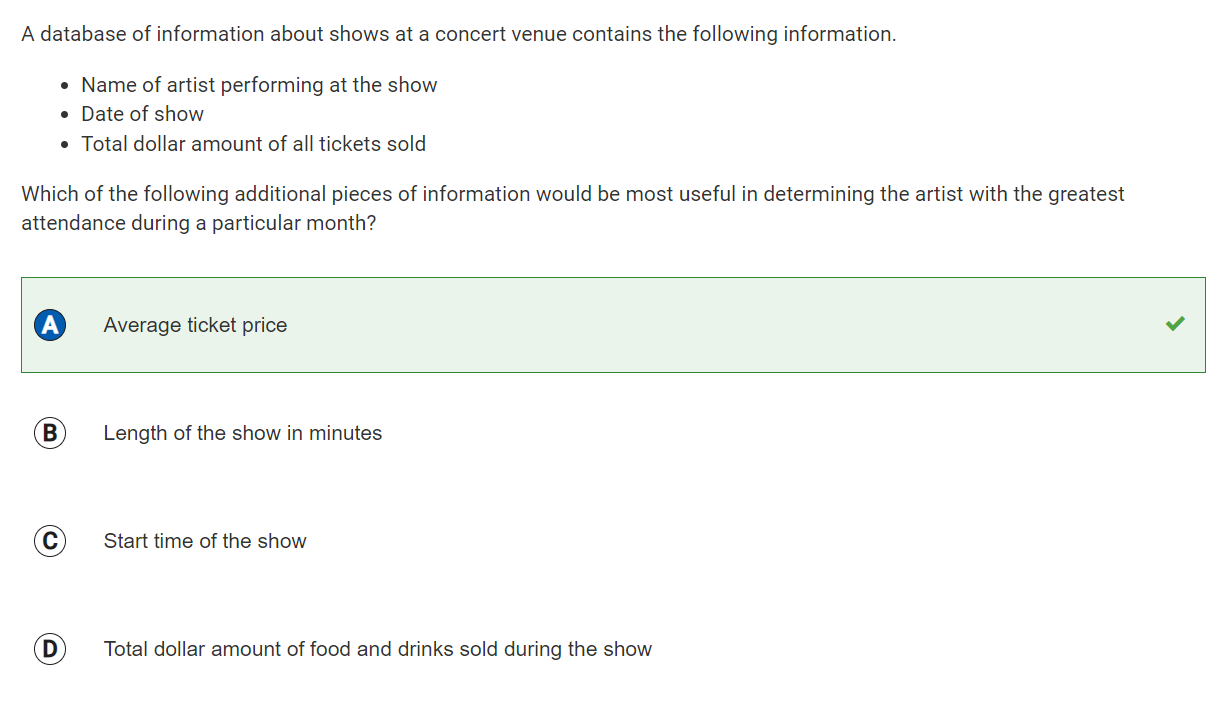 A database of information about shows at a concert venue contains the following information.
• Name of artist performing at the show
• Date of show
• Total dollar amount of all tickets sold
Which of the following additional pieces of information would be most useful in determining the artist with the greatest
attendance during a particular month?
A Average ticket price
B Length of the show in minutes
C Start time of the show
D Total dollar amount of food and drinks sold during the show